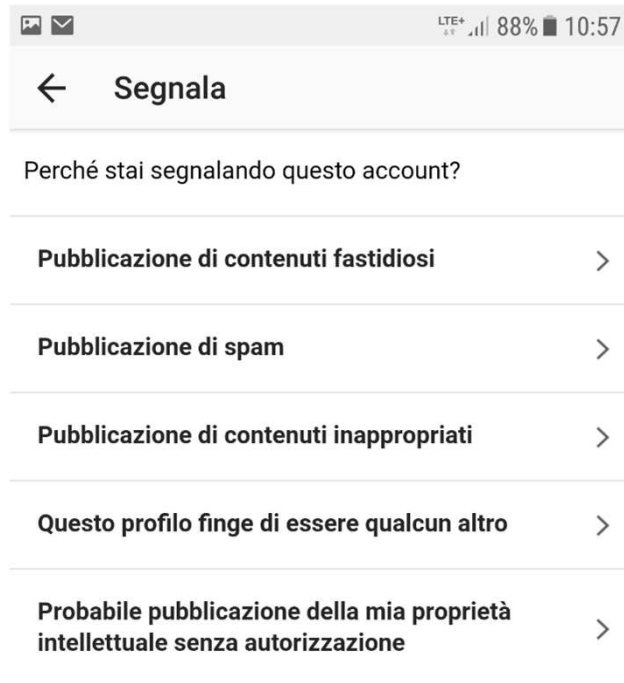 LTE+ 88% 10:57
Segnala
Perché stai segnalando questo account?
Pubblicazione di contenuti fastidiosi
Pubblicazione di spam
Pubblicazione di contenuti inappropriati
Questo profilo finge di essere qualcun altro
Probabile pubblicazione della mia proprietà
intellettuale senza autorizzazione